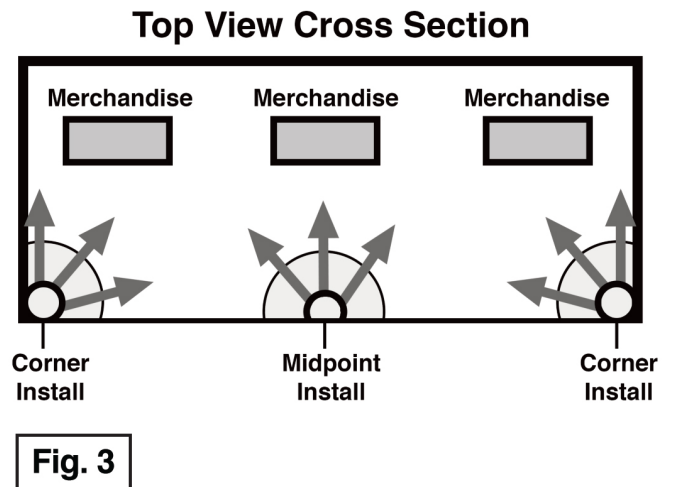 Top View Cross Section
Merchandise Merchandise Merchandise
Corner
Install
Midpoint
Install
Corner
Install
Fig. 3